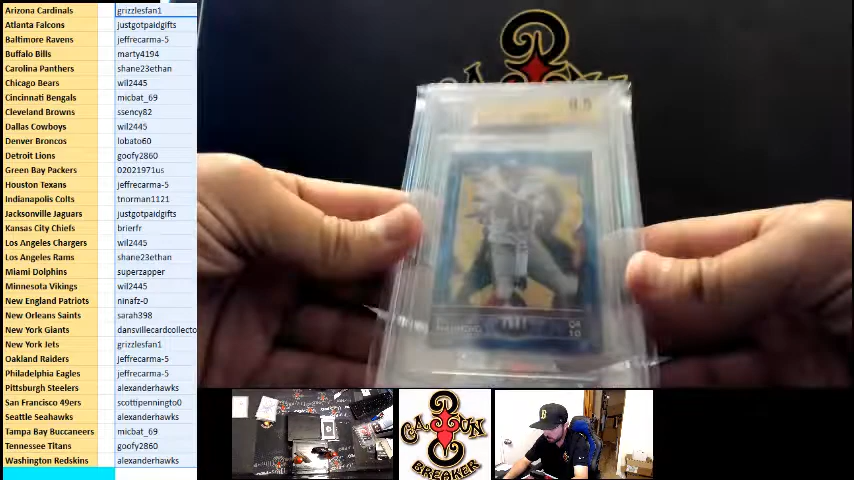 Arizona Cardinals grizzlesfan1
Atlanta Falcons justgotpaidgifts
Baltimore Ravens jeffrecarma-5
Buffalo Bills marty4194
Carolina Panthers shane23ethan
Chicago Bears wil2445
Cincinnati Bengals micbat_69
Cleveland Browns ssency82
Dallas Cowboys wil2445
Denver Broncos lobato60
Detroit Lions goofy2860
Green Bay Packers 02021971us
Houston Texans jeffrecarma-5
Indianapolis Colts tnorman1121
Jacksonville Jaguars justgotpaidgifts
Kansas City Chiefs brierfr
Los Angeles Chargers wil2445
Los Angeles Rams shane23ethan
Miami Dolphins superzapper
Minnesota Vikings wil2445
New England Patriots ninafz-0
New Orleans Saints sarah398
New York Giants dansvillecardcollecto
New York Jets grizzlesfan1
Oakland Raiders jeffrecarma-5
Philadelphia Eagles jeffrecarma-5
Pittsburgh Steelers alexanderhawks
San Francisco 49ers scottipenningto0
Seattle Seahawks alexanderhawks
Tampa Bay Buccaneers micbat_69
Tennessee Titans goofy2860
Washington Redskins alexanderhawks
9.5
QB
10
CAJUN
BREAKER
B